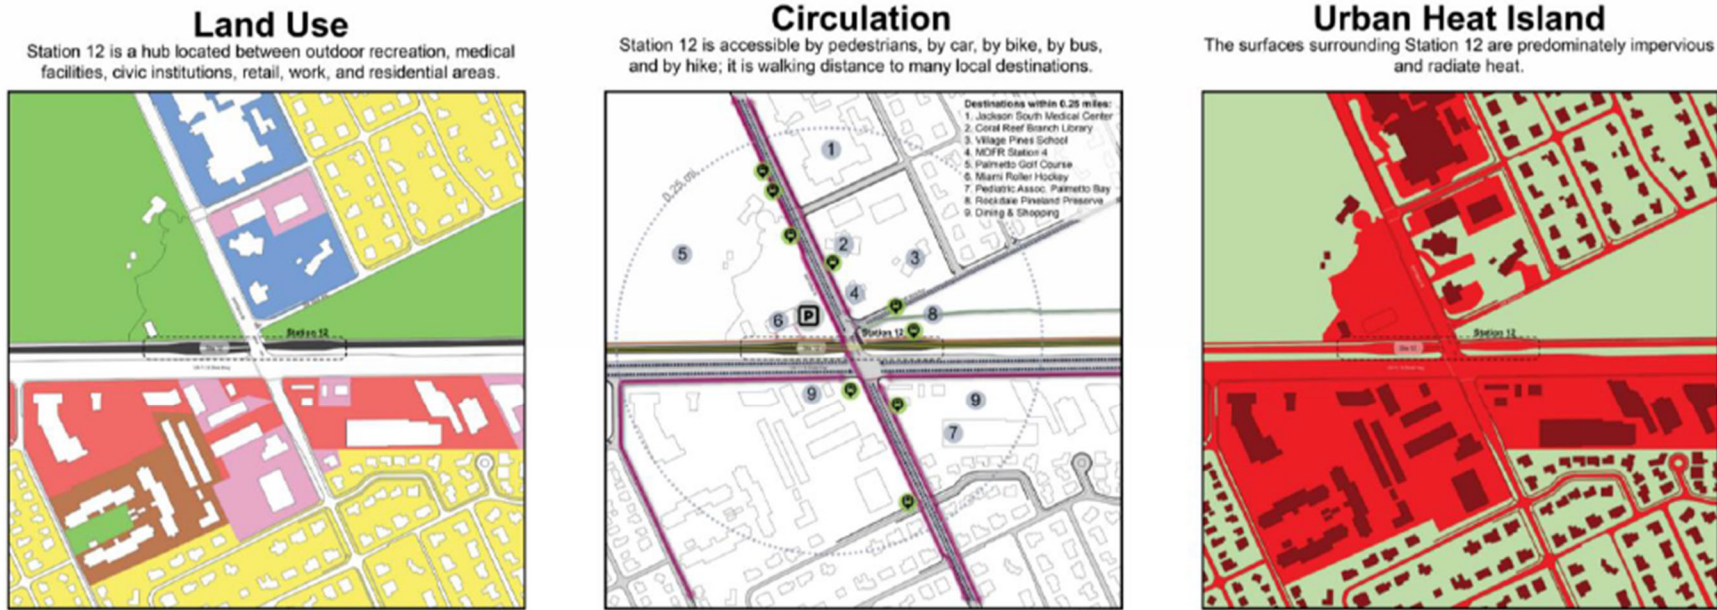 Land Use
Station 12 is a hub located between outdoor recreation, medical
facilities, civic institutions, retail, work, and residential areas.
Station 12
Circulation
Station 12 is accessible by pedestrians, by car, by bike, by bus,
and by hike; it is walking distance to many local destinations.
Destinations within 0.25 miles:
1. Jackson South Medical Center
2. Coral Reef Branch Library
3. Village Pines School
4. MDFR Station 4
5. Palmetto Golf Course
6. Miami Roller Hockey
7. Pediatric Assoc. Palmetto Bay
8. Rockdale Pineland Preserve
9. Dining & Shopping
0.25 mi.
1
2
3
5
4
6
P
8
Station 12
9
9
7
Urban Heat Island
The surfaces surrounding Station 12 are predominately impervious
and radiate heat.
Station 12